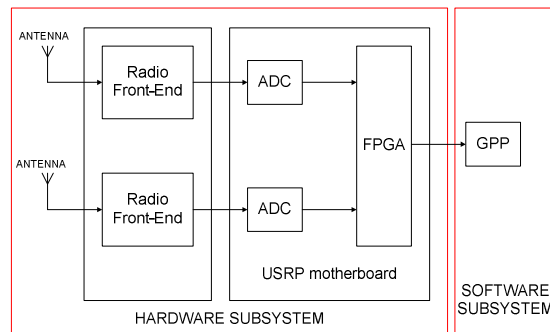 ANTENNA
Radio
Front-End
ADC
FPGA
GPP
ANTENNA
Radio
Front-End
ADC
USRP motherboard
HARDWARE SUBSYSTEM
SOFTWARE
SUBSYSTEM